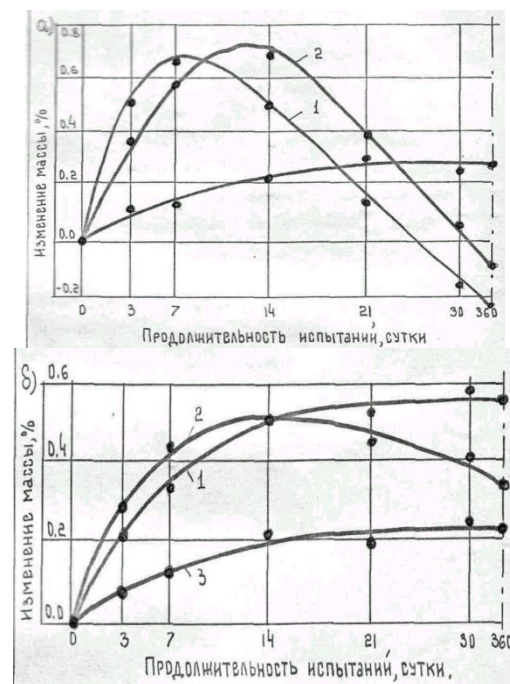 а)
Изменение массы, %
0.8
0.6
0.4
0.2
0.0
-0.2
2
1
0 3 7 14 21 30 360
Продолжительность испытаний, сутки
б)
Изменение массы, %
0.6
0.4
0.2
0.0
2
1
3
0 3 7 14 21 30 360
Продолжительность испытаний, сутки.